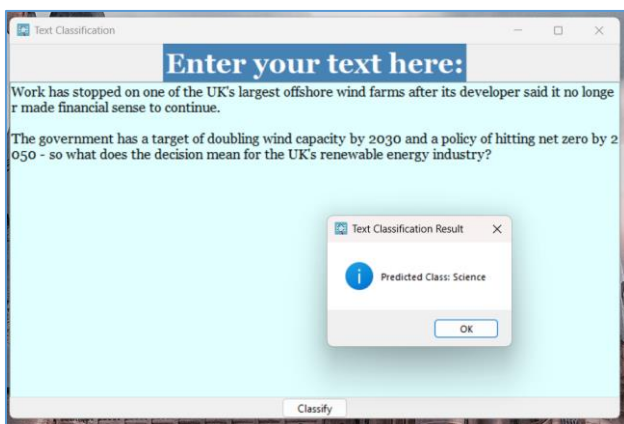 Text Classification
Enter your text here:
Work has stopped on one of the UK's largest offshore wind farms after its developer said it no longe
r made financial sense to continue.
The government has a target of doubling wind capacity by 2030 and a policy of hitting net zero by 2
050 - so what does the decision mean for the UK's renewable energy industry?
Text Classification Result
Predicted Class: Science
OK
Classify